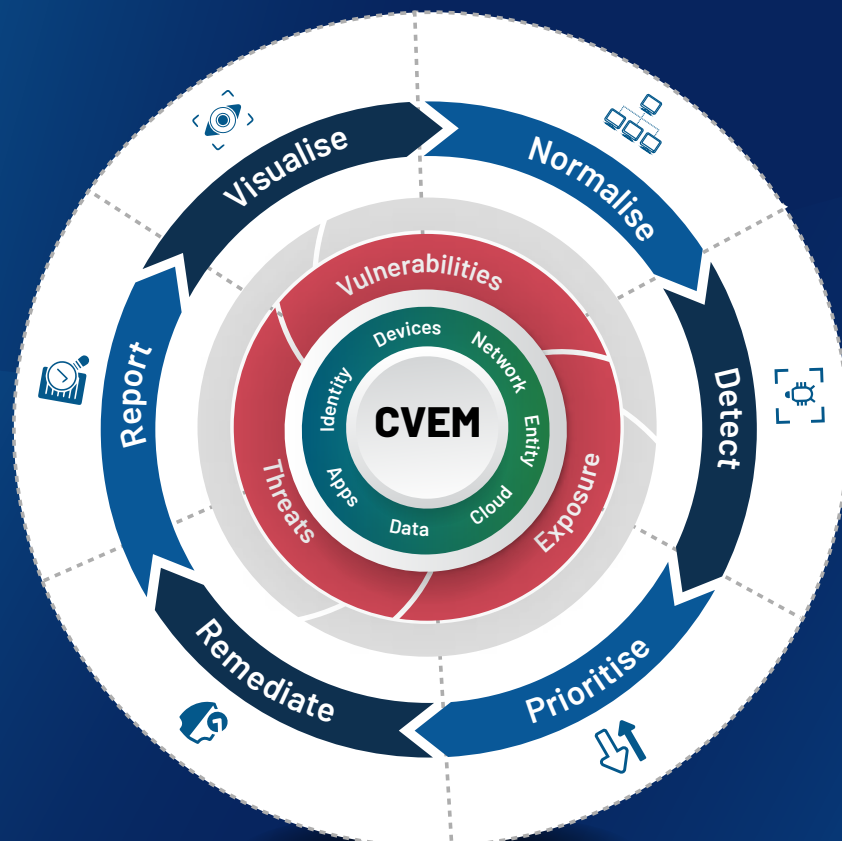 Visualise
Normalise
Detect
Prioritise
Remediate
Report
Vulnerabilities
Exposure
Threats
Devices
Network
Entity
Cloud
Data
Apps
Identity
CVEM